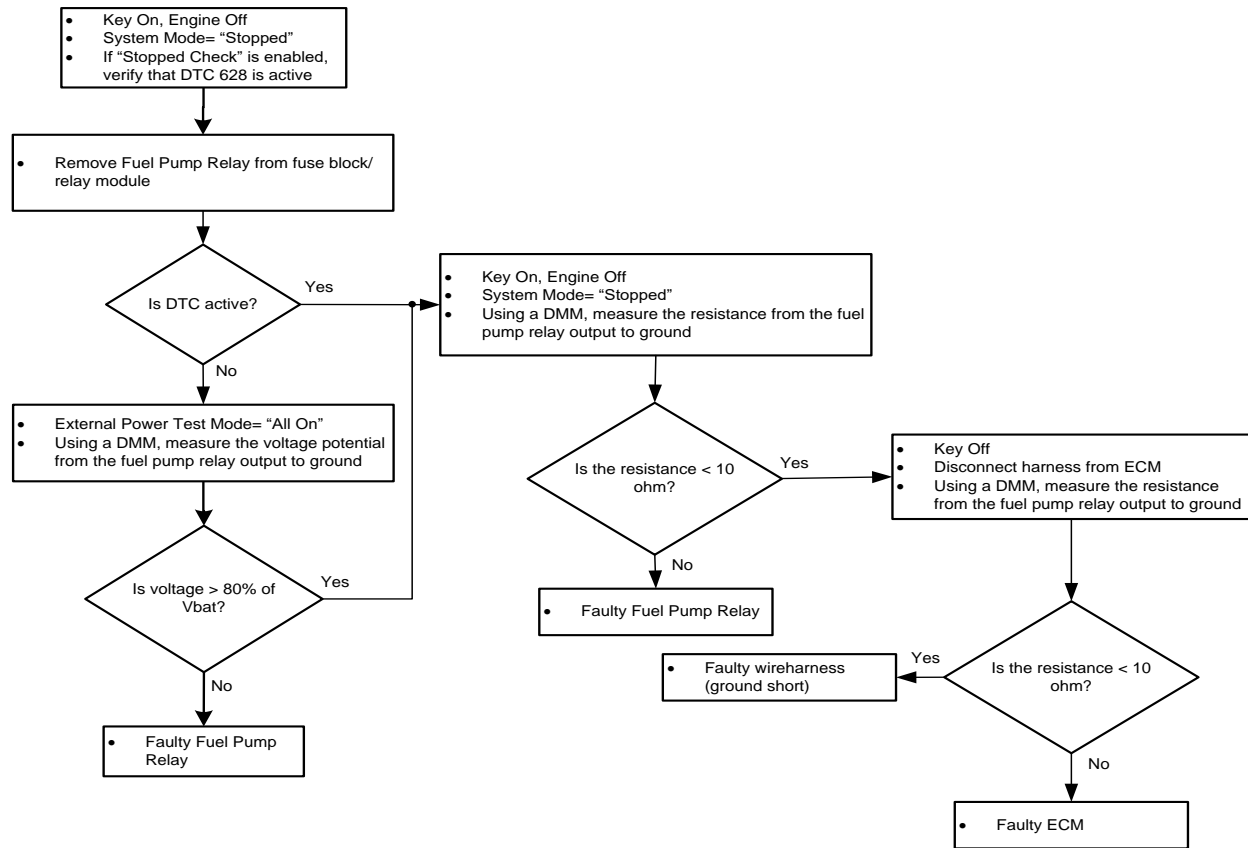 • Key On, Engine Off
• System Mode= “Stopped”
• If “Stopped Check” is enabled,
verify that DTC 628 is active
• Remove Fuel Pump Relay from fuse block/
relay module
Is DTC active?
Yes
No
• External Power Test Mode= “All On”
• Using a DMM, measure the voltage potential
from the fuel pump relay output to ground
Is voltage > 80% of
Vbat?
Yes
No
• Faulty Fuel Pump
Relay
• Key On, Engine Off
• System Mode= “Stopped”
• Using a DMM, measure the resistance from the fuel
pump relay output to ground
Is the resistance < 10
ohm?
Yes
No
• Faulty Fuel Pump Relay
• Key Off
• Disconnect harness from ECM
• Using a DMM, measure the resistance
from the fuel pump relay output to ground
Is the resistance < 10
ohm?
Yes
• Faulty wireharness
(ground short)
No
• Faulty ECM